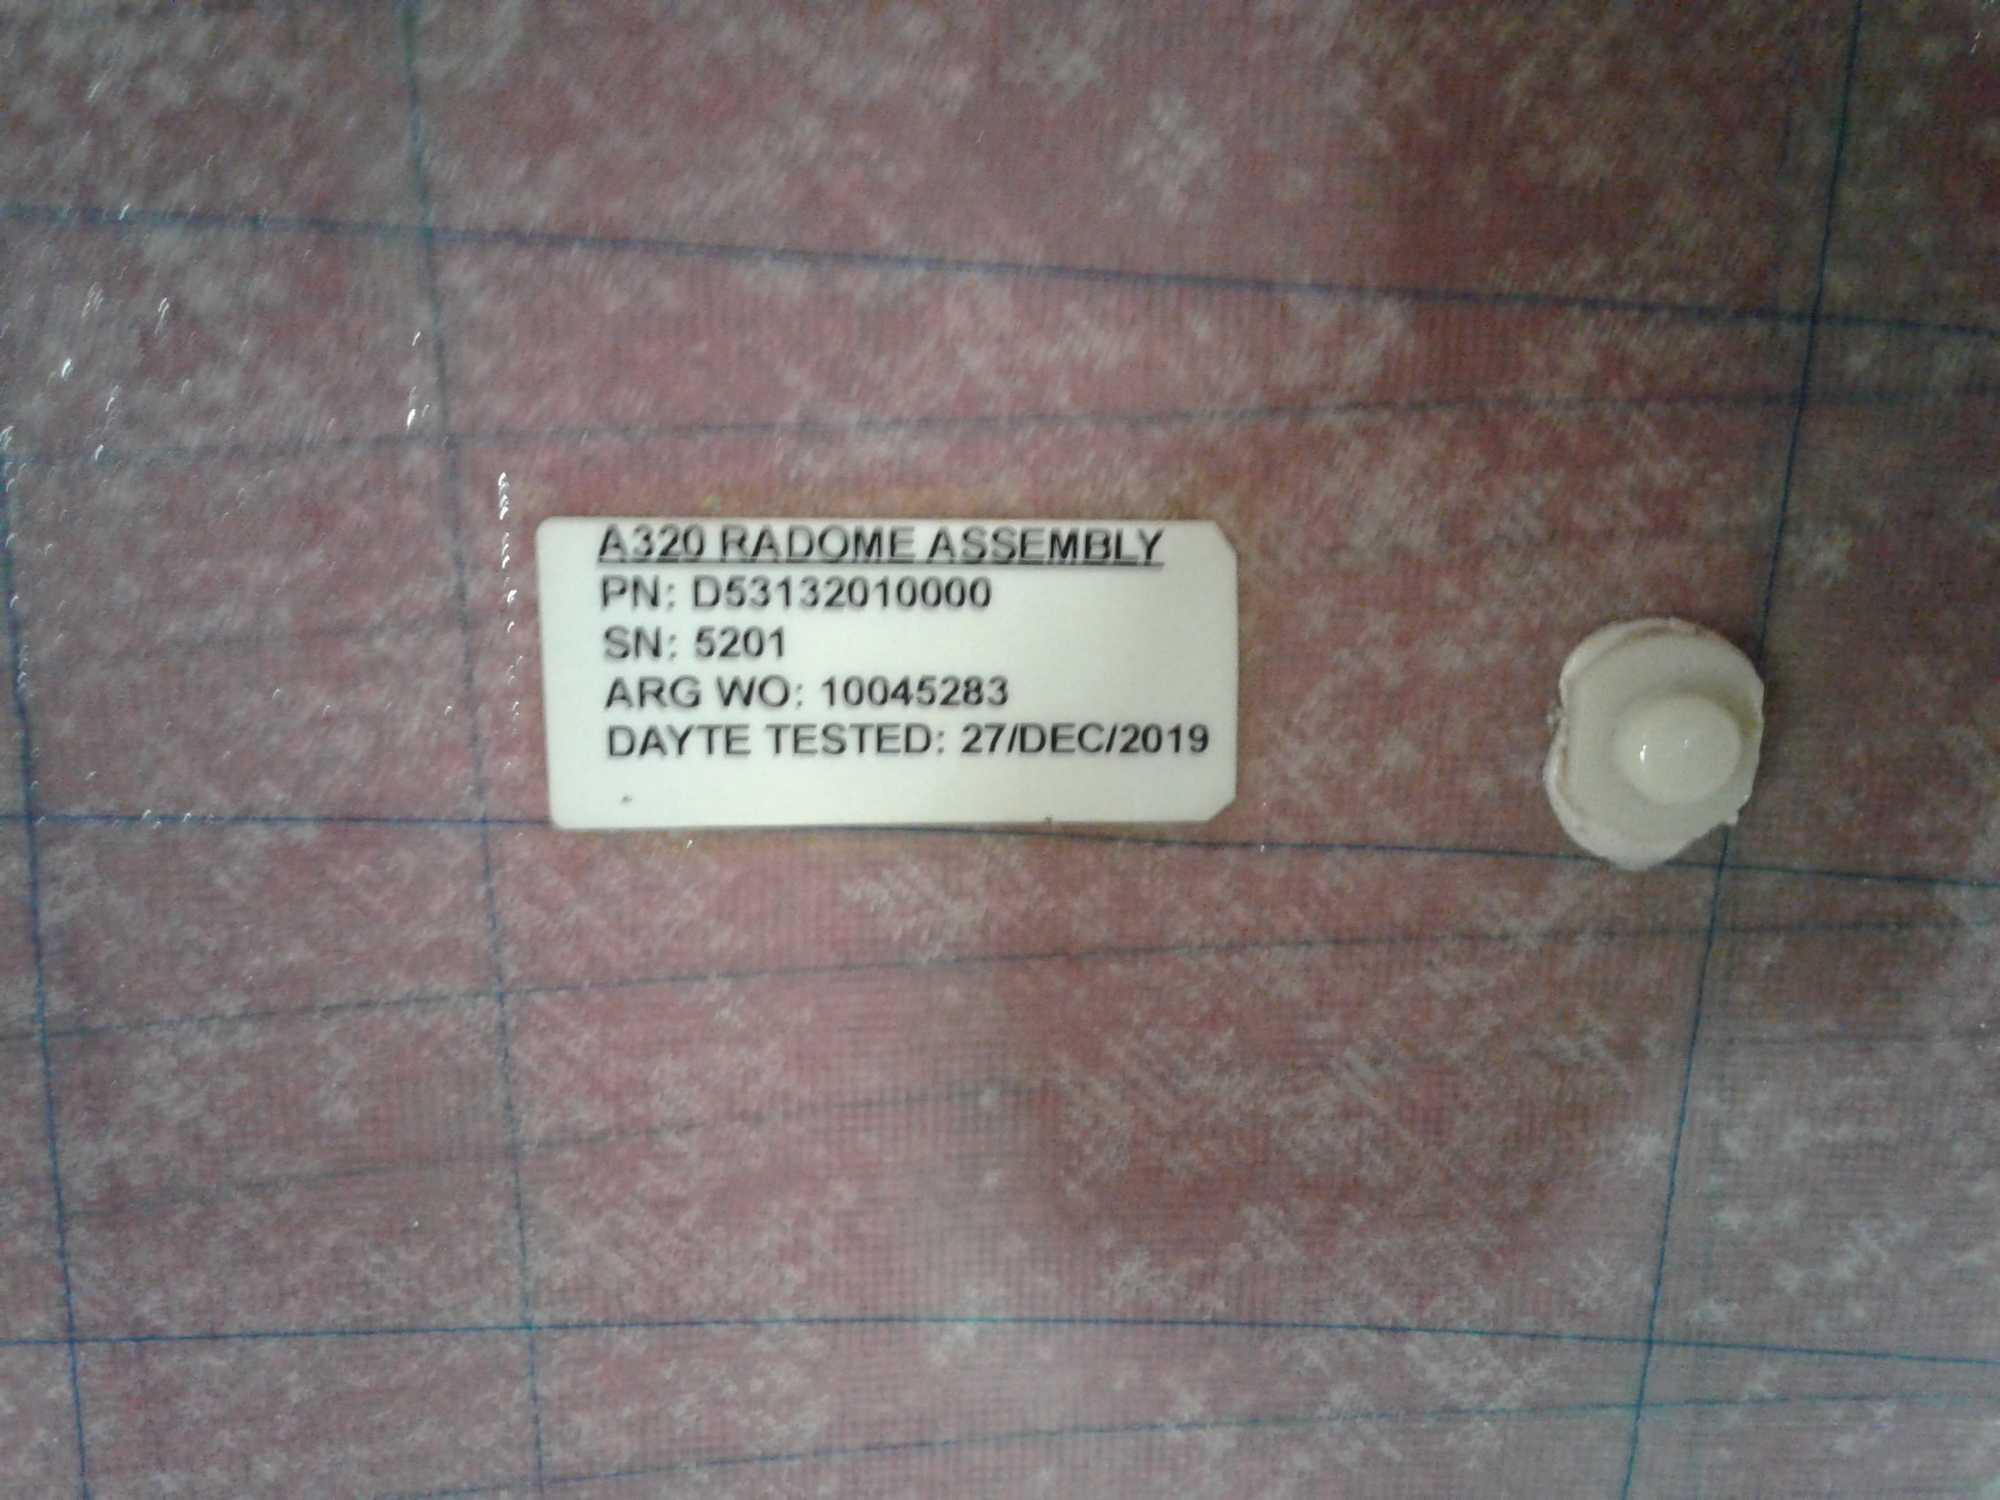 A320 RADOME ASSEMBLY
PN: D53132010000
SN: 5201
ARG WO: 10045283
DAYTE TESTED: 27/DEC/2019